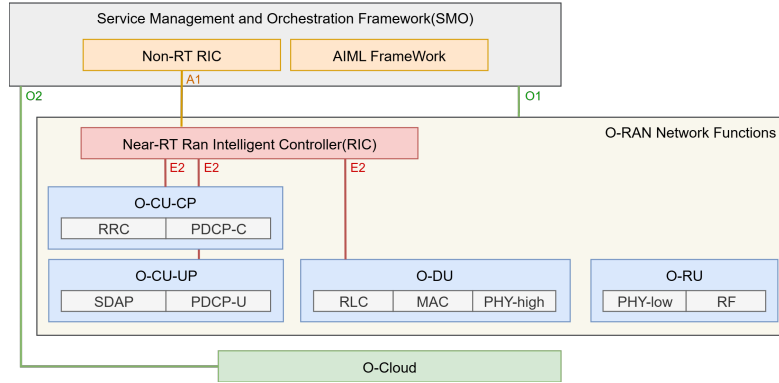 Service Management and Orchestration Framework(SMO)
Non-RT RIC
AIML FrameWork
A1
O2
O1
O-RAN Network Functions
Near-RT Ran Intelligent Controller(RIC)
E2
E2
E2
O-CU-CP
RRC
PDCP-C
O-CU-UP
SDAP
PDCP-U
O-DU
RLC
MAC
PHY-high
O-RU
PHY-low
RF
O-Cloud